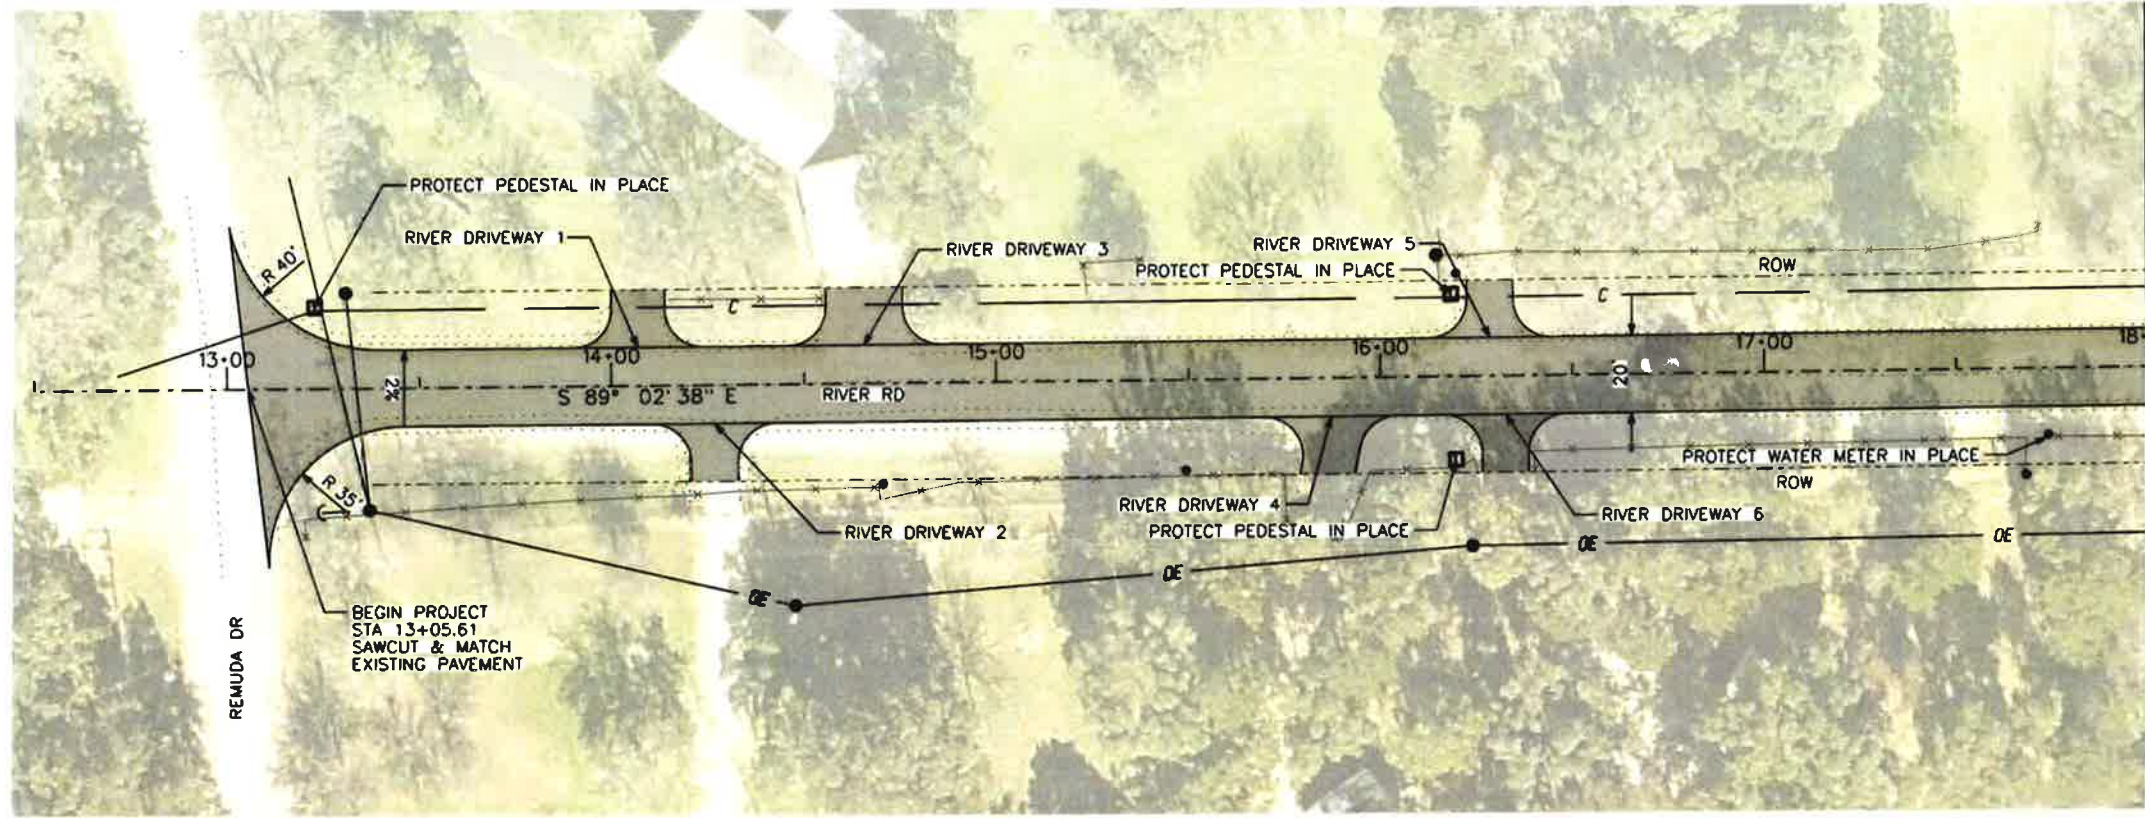 PROTECT PEDESTAL IN PLACE
RIVER DRIVEWAY 1
RIVER DRIVEWAY 3
RIVER DRIVEWAY 5
PROTECT PEDESTAL IN PLACE
ROW
R 40'
C
C
13+00
14+00
15+00
16+00
17+00
18+
2%
S 89° 02' 38" E
RIVER RD
20'
PROTECT WATER METER IN PLACE
ROW
R 35'
RIVER DRIVEWAY 2
RIVER DRIVEWAY 4
PROTECT PEDESTAL IN PLACE
RIVER DRIVEWAY 6
OE
OE
OE
OE
BEGIN PROJECT
STA 13+05.61
SAWCUT & MATCH
EXISTING PAVEMENT
REMUDA DR